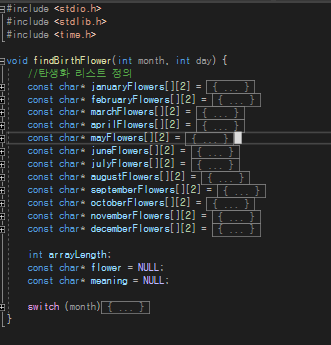 #include <stdio.h>
#include <stdlib.h>
#include <time.h>
void findBirthFlower(int month, int day) {
//탄생화 리스트 정의
const char* januaryFlowers[][2] = { ... }
const char* februaryFlowers[][2] = { ... }
const char* marchFlowers[][2] = { ... }
const char* aprilFlowers[][2] = { ... }
const char* mayFlowers[][2] = { ... }
const char* juneFlowers[][2] = { ... }
const char* julyFlowers[][2] = { ... }
const char* augustFlowers[][2] = { ... }
const char* septemberFlowers[][2] = { ... }
const char* octoberFlowers[][2] = { ... }
const char* novemberFlowers[][2] = { ... }
const char* decemberFlowers[][2] = { ... }
int arrayLength;
const char* flower = NULL;
const char* meaning = NULL;
switch (month){ ... }
}